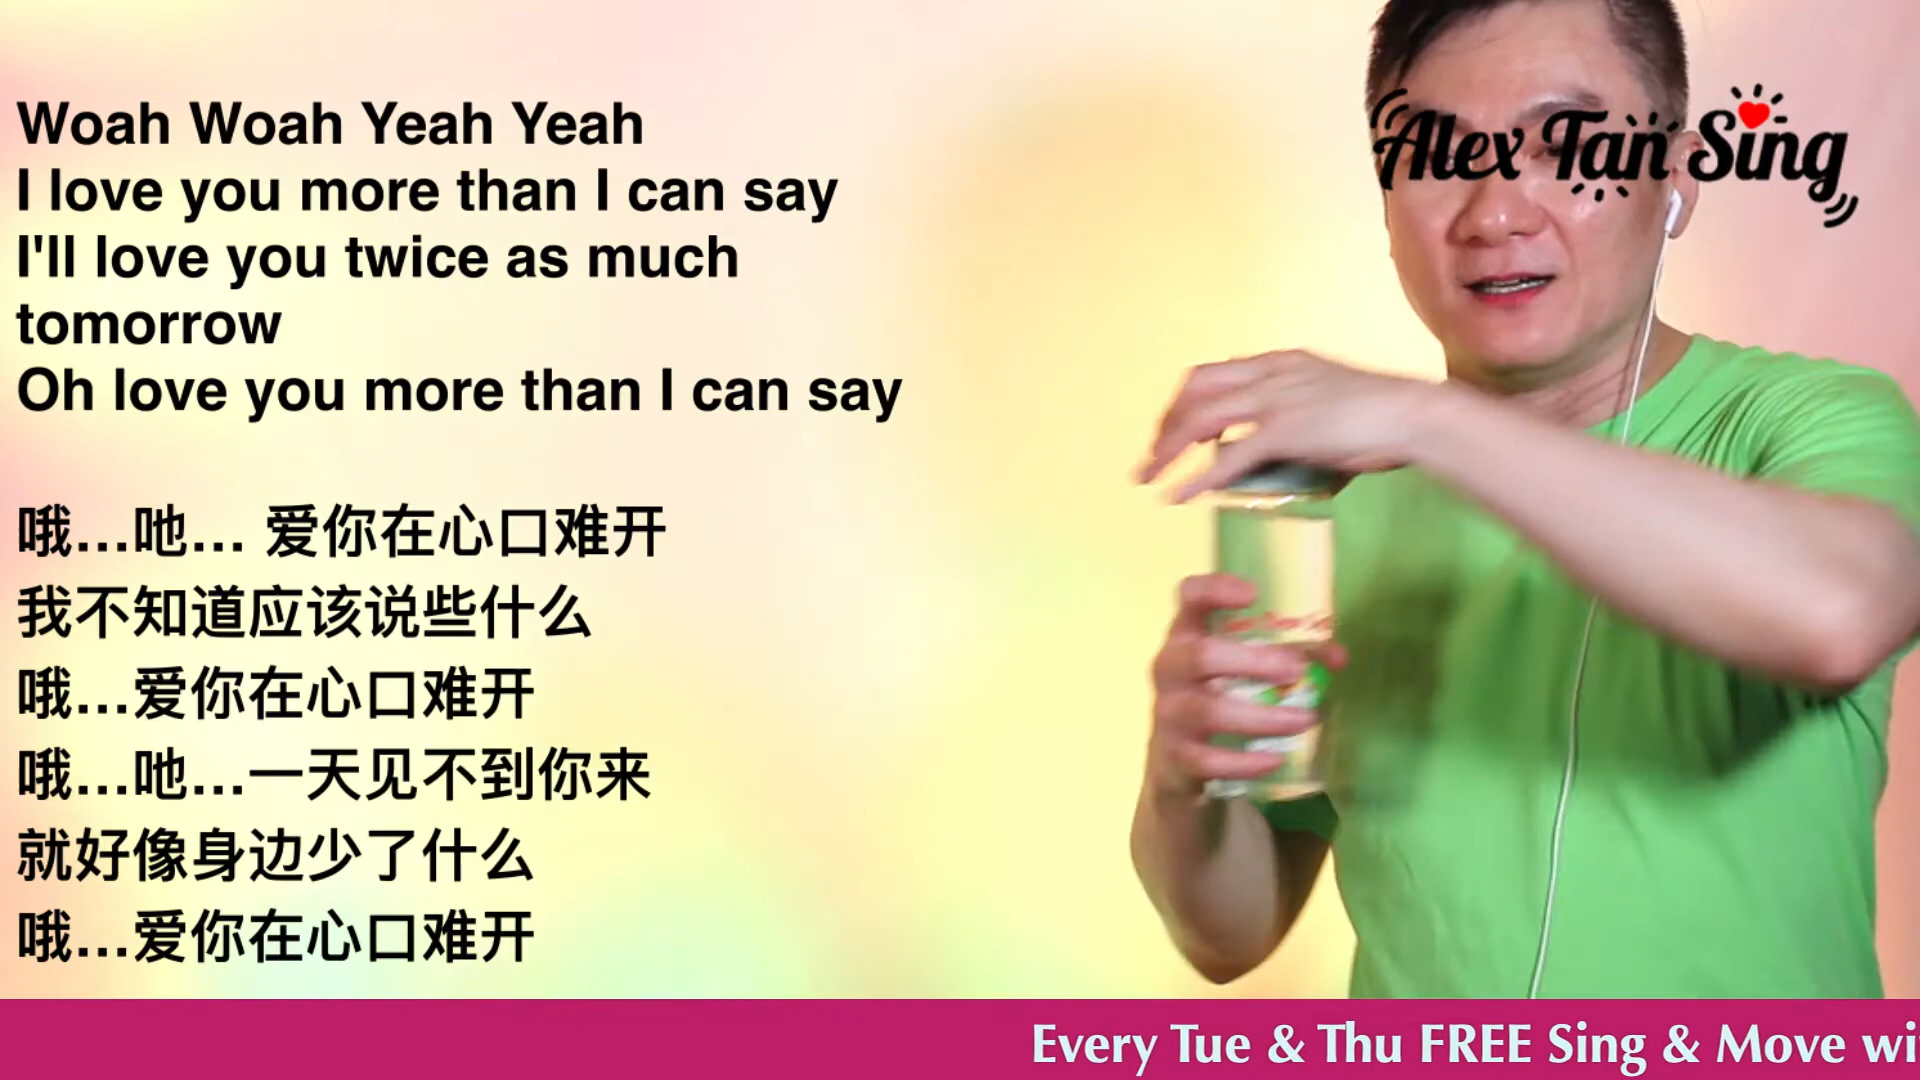 Woah Woah Yeah Yeah
I love you more than I can say
I'll love you twice as much
tomorrow
Oh love you more than I can say
哦...吔... 爱你在心口难开
我不知道应该说些什么
哦...爱你在心口难开
哦...吔...一天见不到你来
就好像身边少了什么
哦...爱你在心口难开
Alex Tan Sing
Every Tue & Thu FREE Sing & Move wi